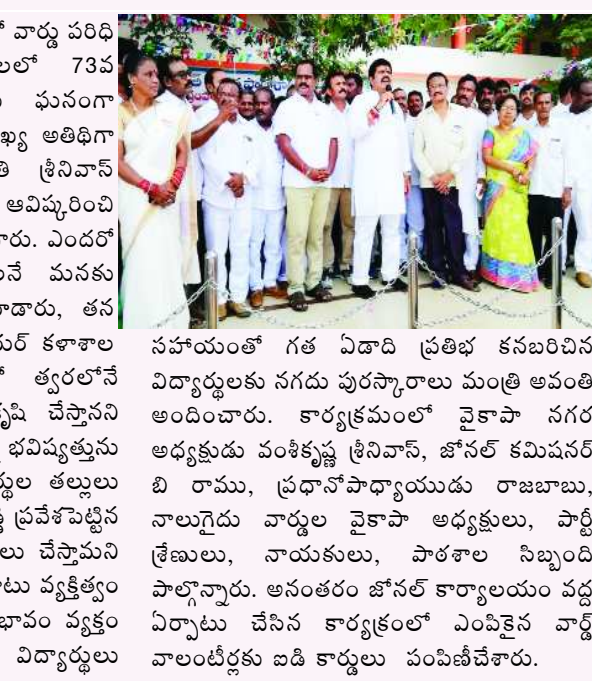 వార్డు పరిధి
73వ
ఘనంగా
అతిథిగా
శ్రీనివాస్
ఆవిష్కరించి
ఎందరో
మనకు
తన
కళాశాల
త్వరలోనే
కృషి చేస్తానని
భవిష్యత్తును
తల్లులు
ప్రవేశపెట్టిన
చేస్తామని
వ్యక్తిత్వం
వ్యక్తం
విద్యార్థులు
సహాయంతో గత ఏడాది ప్రతిభ కనబరిచిన
విద్యార్థులకు నగదు పురస్కారాలు మంత్రి అవంతి
అందించారు. కార్యక్రమంలో వైకాపా నగర
అధ్యక్షుడు వంశీకృష్ణ శ్రీనివాస్, జోనల్ కమిషనర్
బి రాము, ప్రధానోపాధ్యాయుడు రాజబాబు,
నాలుగైదు వార్డుల వైకాపా అధ్యక్షులు, పార్టీ
శ్రేణులు, నాయకులు, పాఠశాల సిబ్బంది
పాల్గొన్నారు. అనంతరం జోనల్ కార్యాలయం వద్ద
ఏర్పాటు చేసిన కార్యక్రంలో ఎంపికైన వార్డ్
వాలంటీర్లకు ఐడి కార్డులు పంపిణీచేశారు.